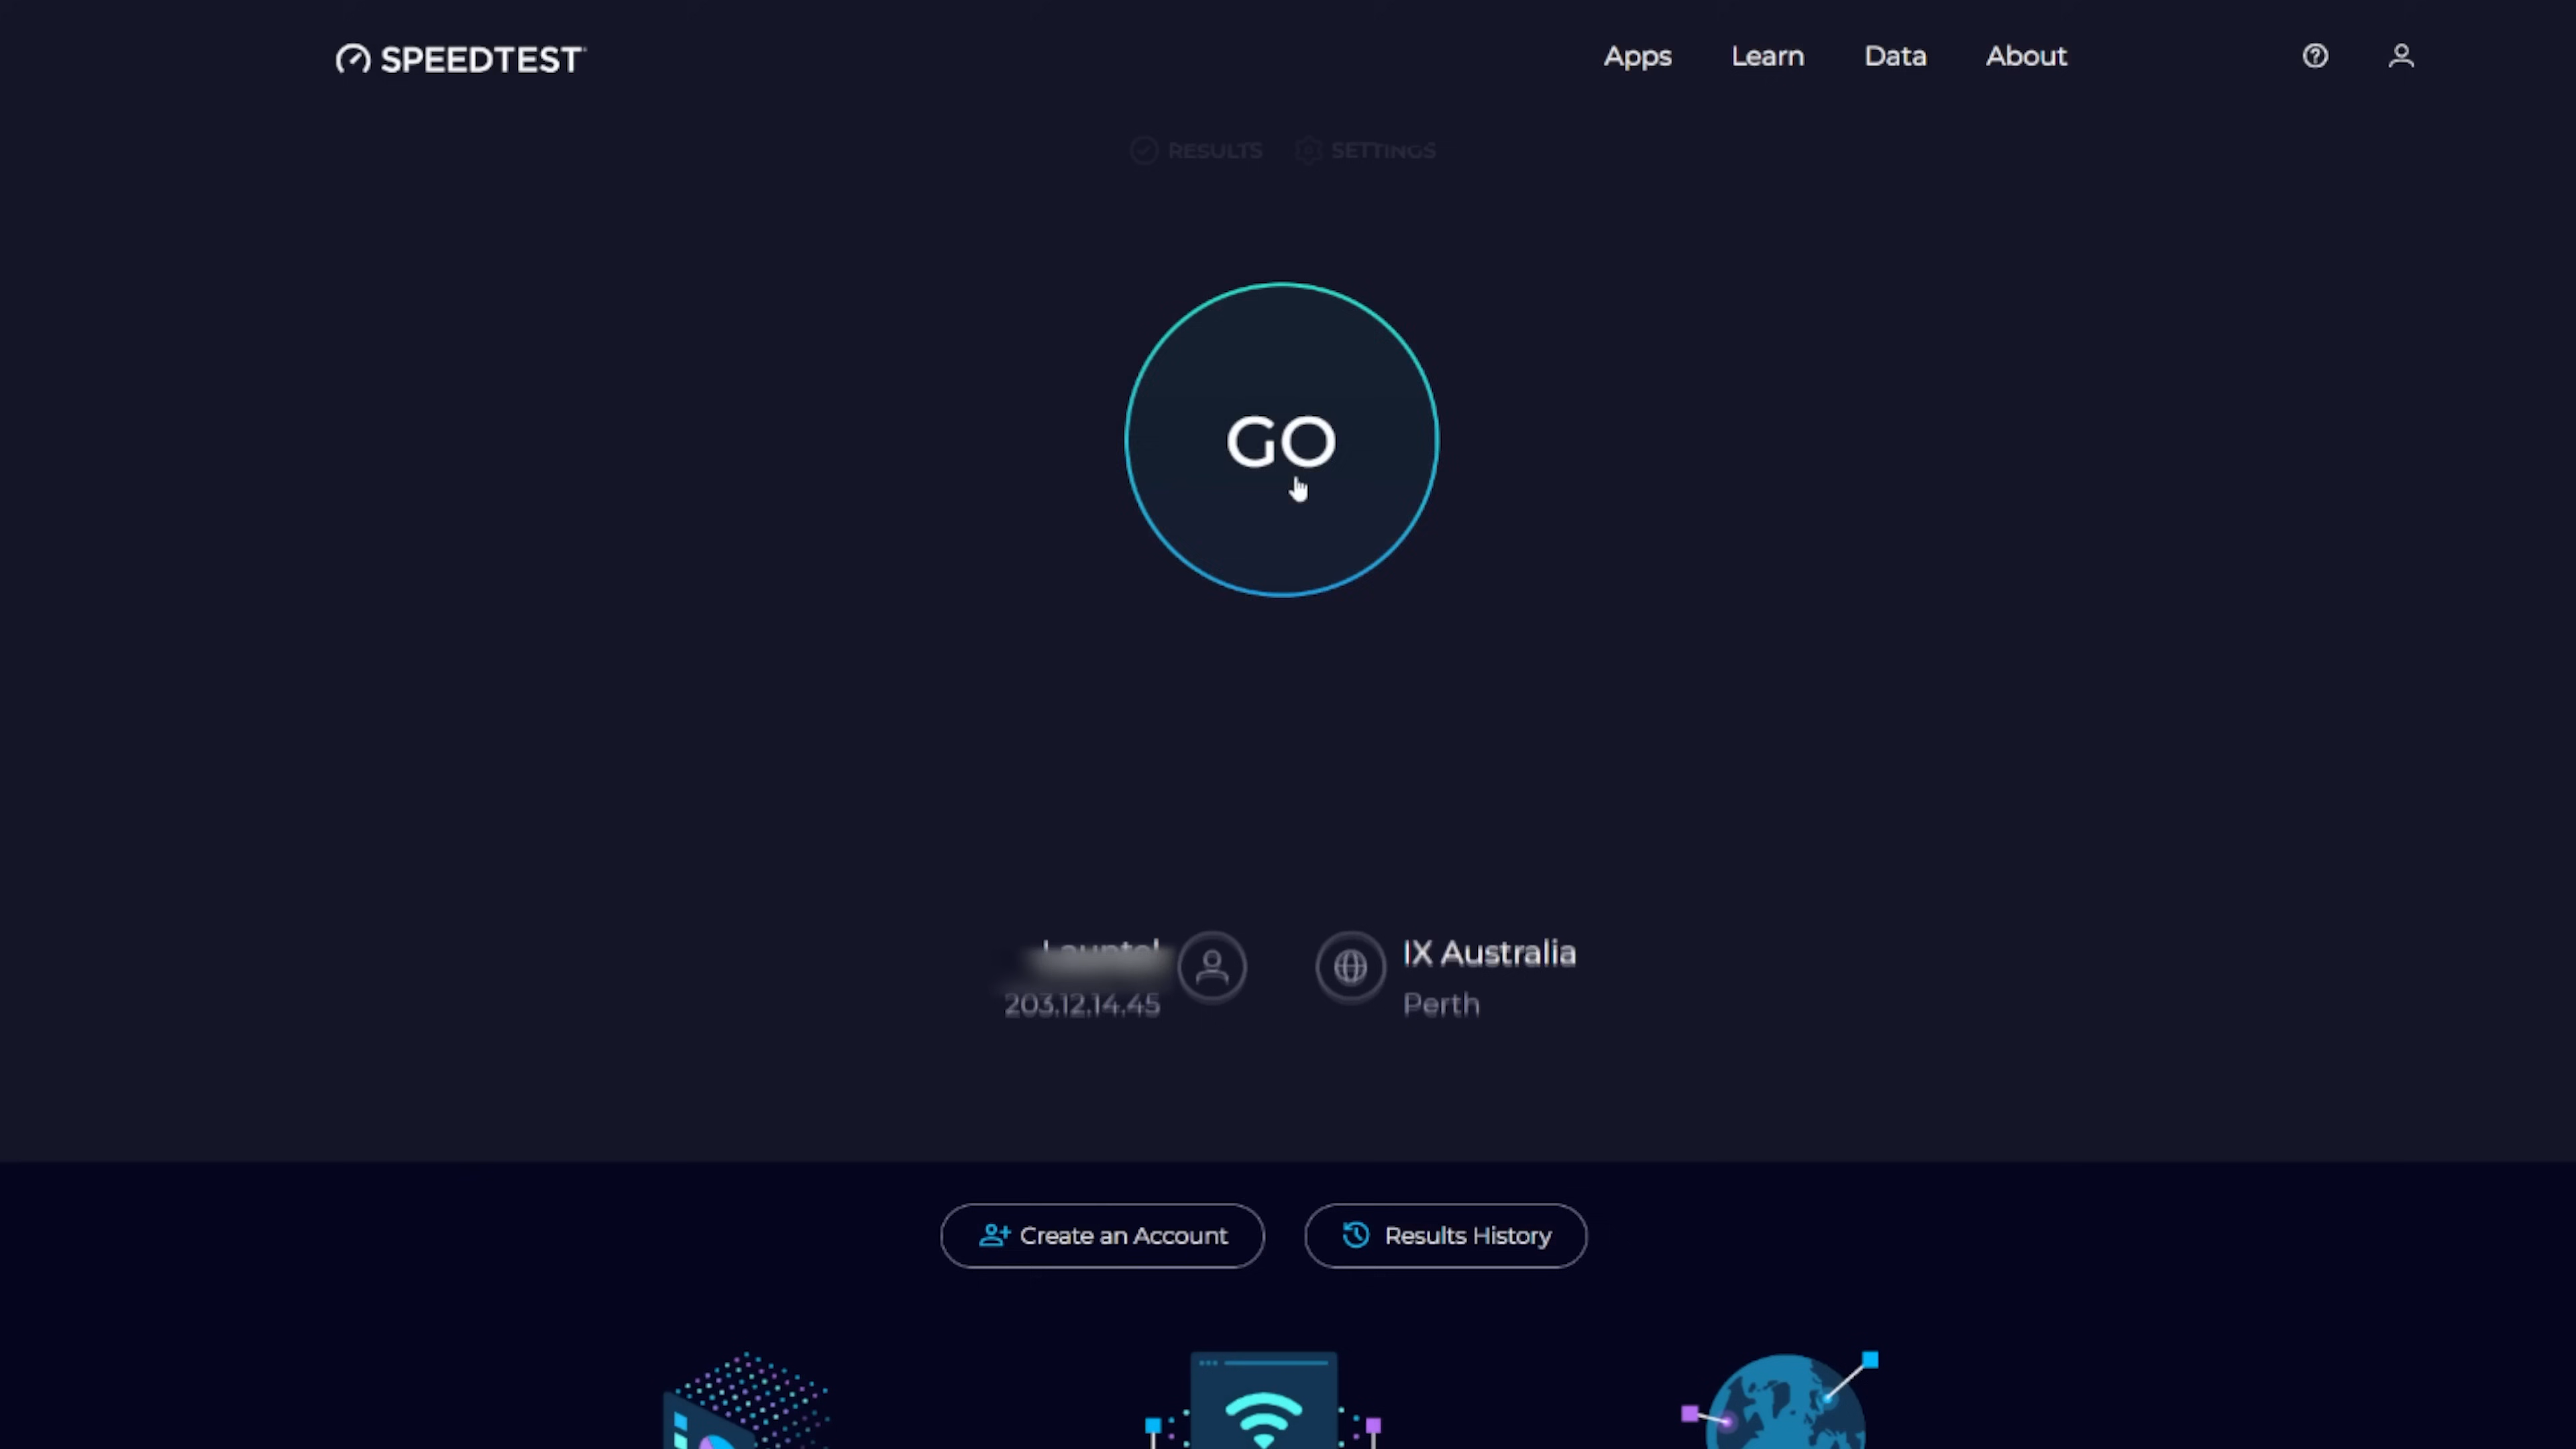 SPEEDTEST
Apps Learn Data About
RESULTS SETTINGS
GO
IX Australia
203.12.14.45
Perth
Create an Account
Results History